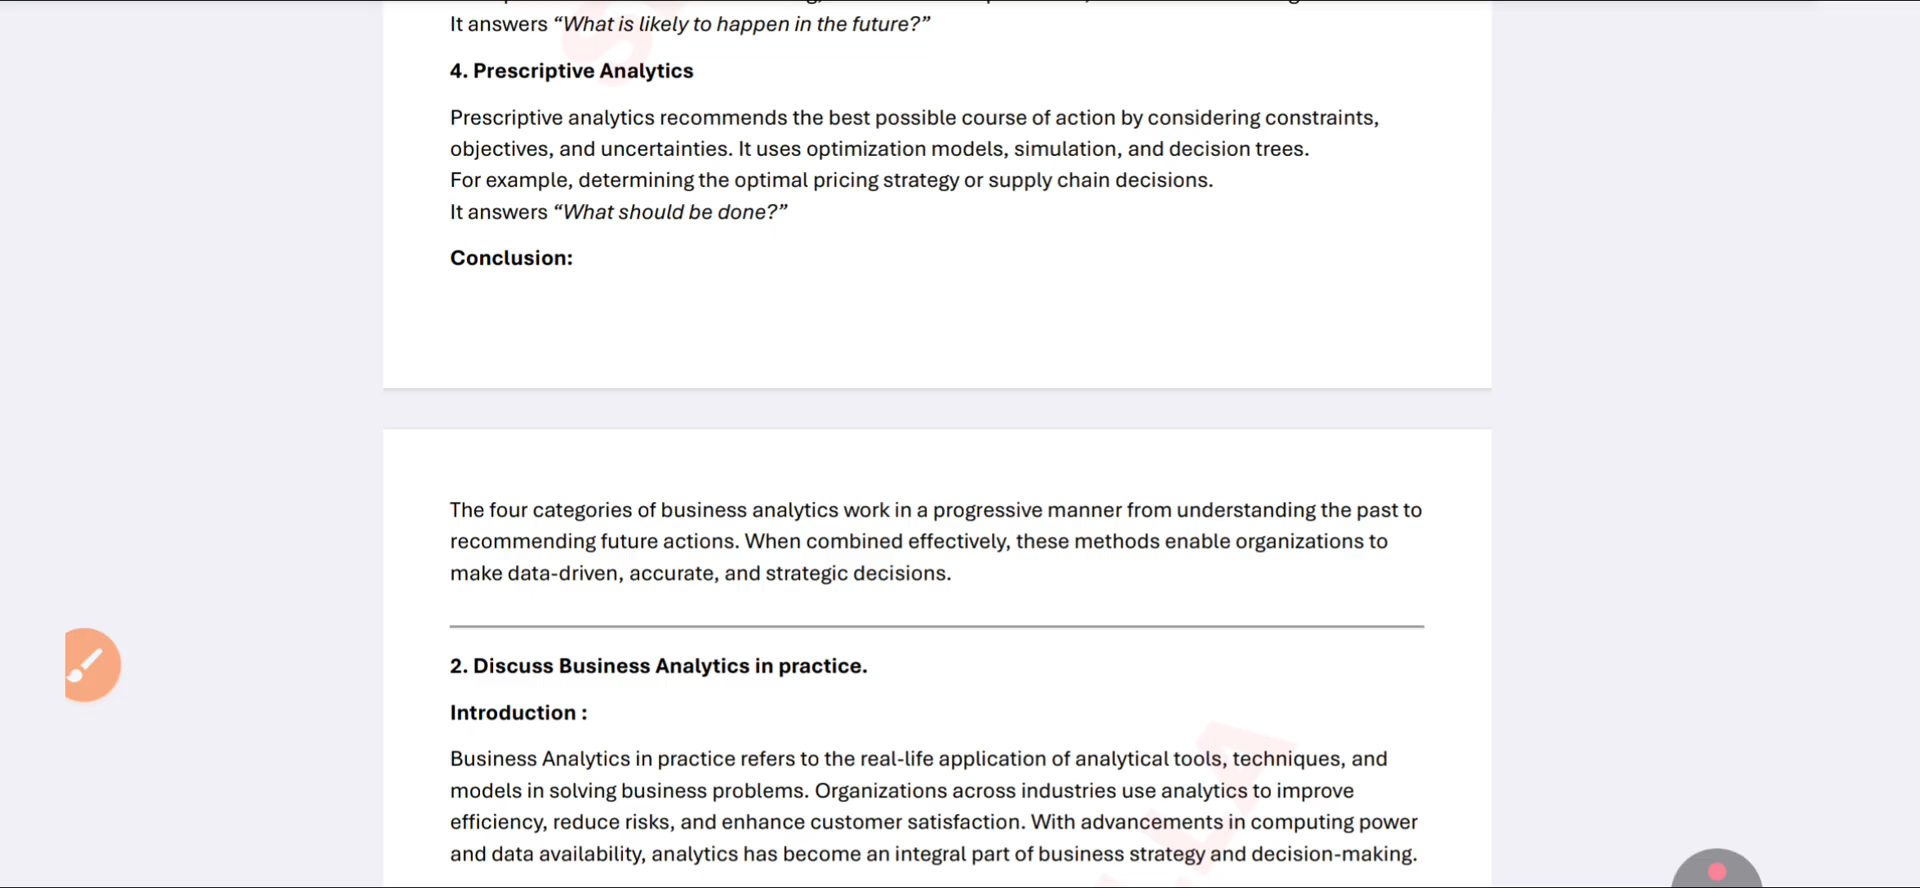 It answers “What is likely to happen in the future?”
4. Prescriptive Analytics
Prescriptive analytics recommends the best possible course of action by considering constraints,
objectives, and uncertainties. It uses optimization models, simulation, and decision trees.
For example, determining the optimal pricing strategy or supply chain decisions.
It answers “What should be done?”
Conclusion:
The four categories of business analytics work in a progressive manner from understanding the past to
recommending future actions. When combined effectively, these methods enable organizations to
make data-driven, accurate, and strategic decisions.
2. Discuss Business Analytics in practice.
Introduction :
Business Analytics in practice refers to the real-life application of analytical tools, techniques, and
models in solving business problems. Organizations across industries use analytics to improve
efficiency, reduce risks, and enhance customer satisfaction. With advancements in computing power
and data availability, analytics has become an integral part of business strategy and decision-making.